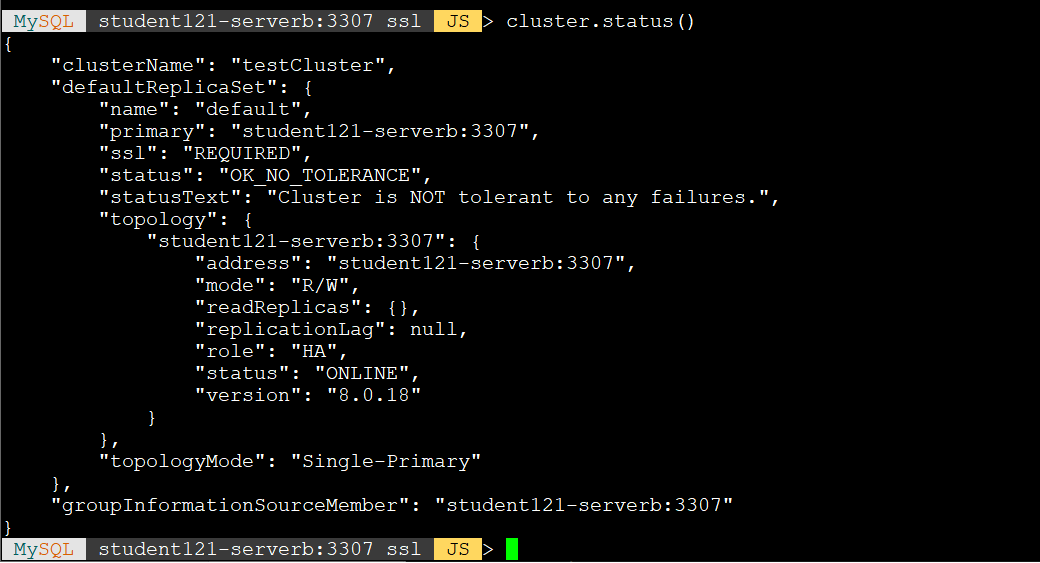 MySQL student121-serverb:3307 ssl JS > cluster.status()
{
    "clusterName": "testCluster",
    "defaultReplicaSet": {
        "name": "default",
        "primary": "student121-serverb:3307",
        "ssl": "REQUIRED",
        "status": "OK_NO_TOLERANCE",
        "statusText": "Cluster is NOT tolerant to any failures.",
        "topology": {
            "student121-serverb:3307": {
                "address": "student121-serverb:3307",
                "mode": "R/W",
                "readReplicas": {},
                "replicationLag": null,
                "role": "HA",
                "status": "ONLINE",
                "version": "8.0.18"
            }
        },
        "topologyMode": "Single-Primary"
    },
    "groupInformationSourceMember": "student121-serverb:3307"
}
MySQL student121-serverb:3307 ssl JS >